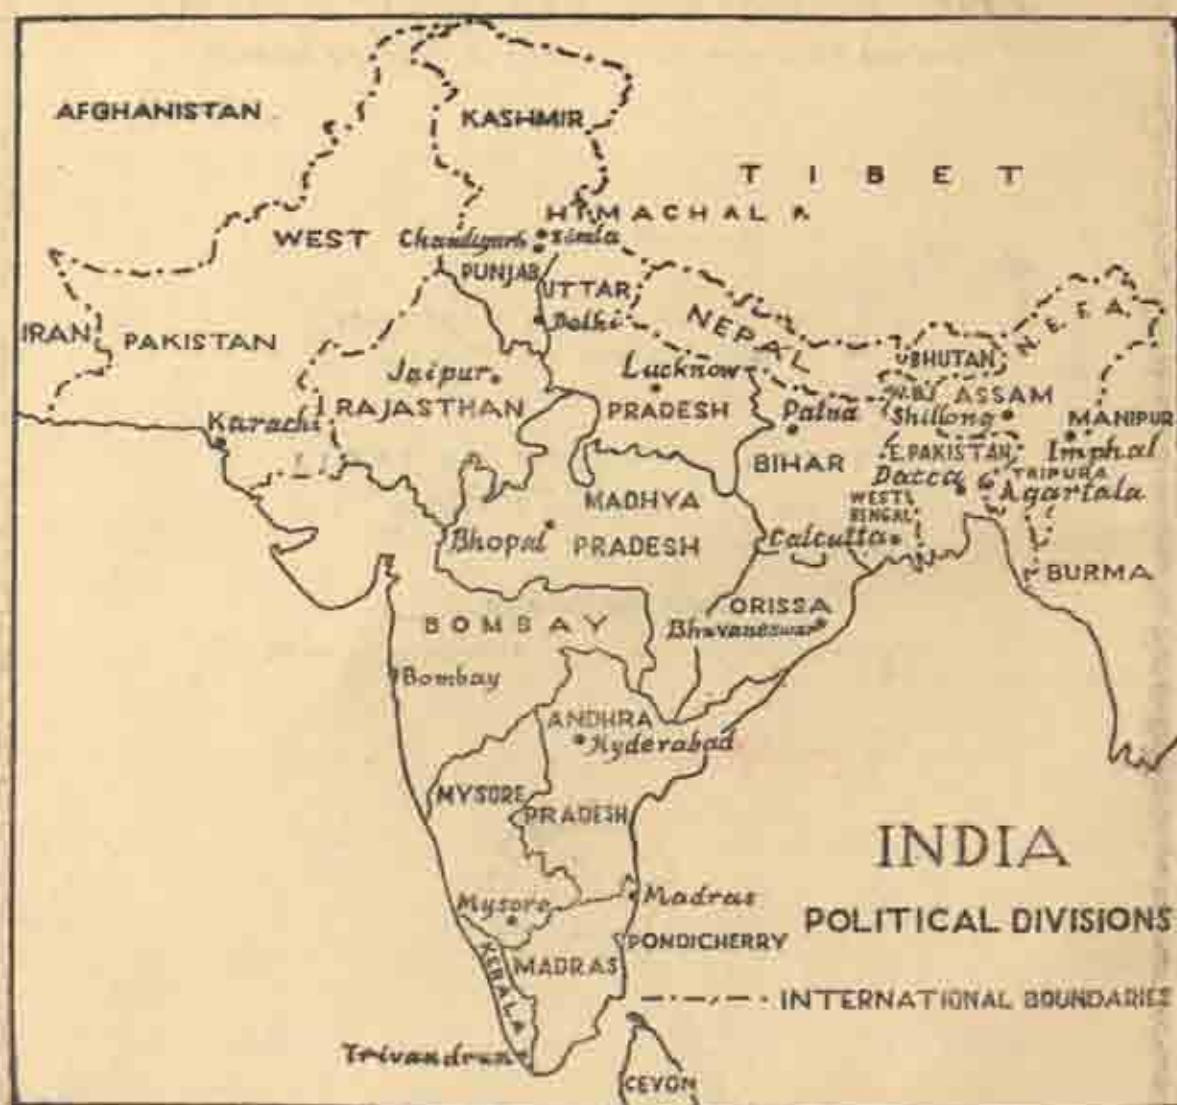 AFGHANISTAN
KASHMIR
TIBET
HIMACHAL P.
WEST
Chandigarh
Simla
PUNJAB
UTTAR
NEPAL
N.E.F.A.
IRAN
PAKISTAN
Delhi
BHUTAN
Jaipur
Lucknow
W.B.
ASSAM
RAJASTHAN
PRADESH
Patna
Shillong
MANIPUR
Karachi
BIHAR
E. PAKISTAN
Imphal
Dacca
TRIPURA
Agartala
MADHYA
WEST
BENGAL
Bhopal
PRADESH
Calcutta
BURMA
ORISSA
BOMBAY
Bhuvaneswar
Bombay
ANDHRA
Hyderabad
MYSORE
PRADESH
INDIA
Mysore
Madras
POLITICAL DIVISIONS
PONDICHERRY
KERALA
MADRAS
INTERNATIONAL BOUNDARIES
Trivandrum
CEYON